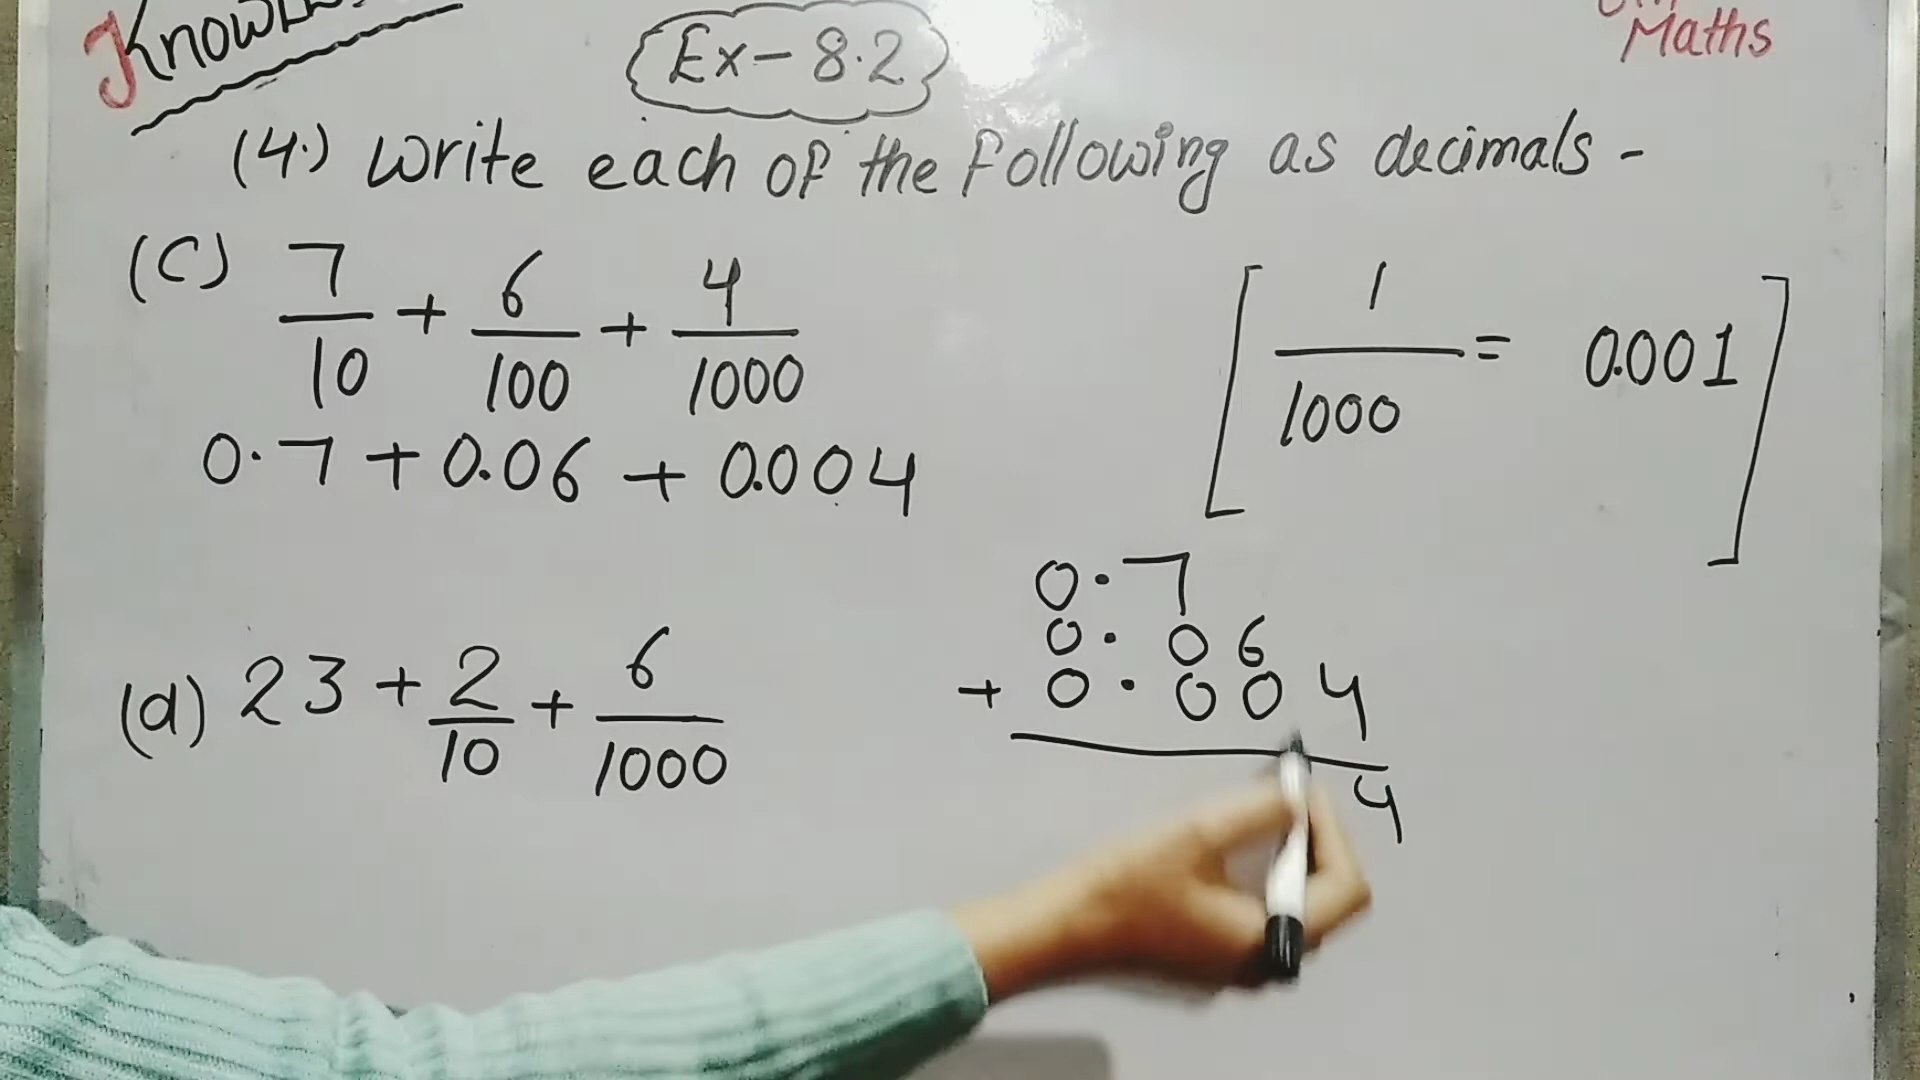 Ex-8.2
Maths
(4.) Write each of the following as decimals -
(c) 7/10 + 6/100 + 4/1000
[1/1000 = 0.001]
0.7 + 0.06 + 0.004
0.7
0.06
+ 0.004
4
(d) 23 + 2/10 + 6/1000